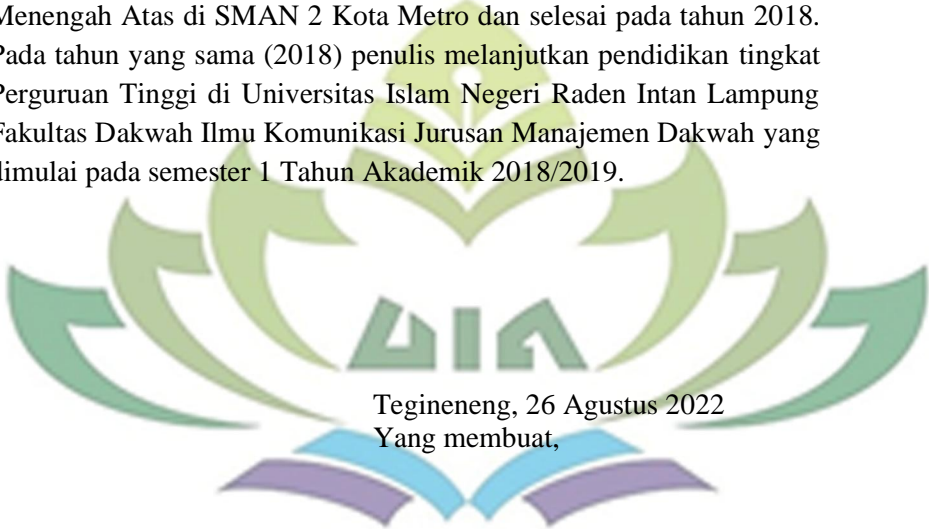 Menengah Atas di SMAN 2 Kota Metro dan selesai pada tahun 2018.
Pada tahun yang sama (2018) penulis melanjutkan pendidikan tingkat
Perguruan Tinggi di Universitas Islam Negeri Raden Intan Lampung
Fakultas Dakwah Ilmu Komunikasi Jurusan Manajemen Dakwah yang
dimulai pada semester 1 Tahun Akademik 2018/2019.
UIN
Tegineneng, 26 Agustus 2022
Yang membuat,